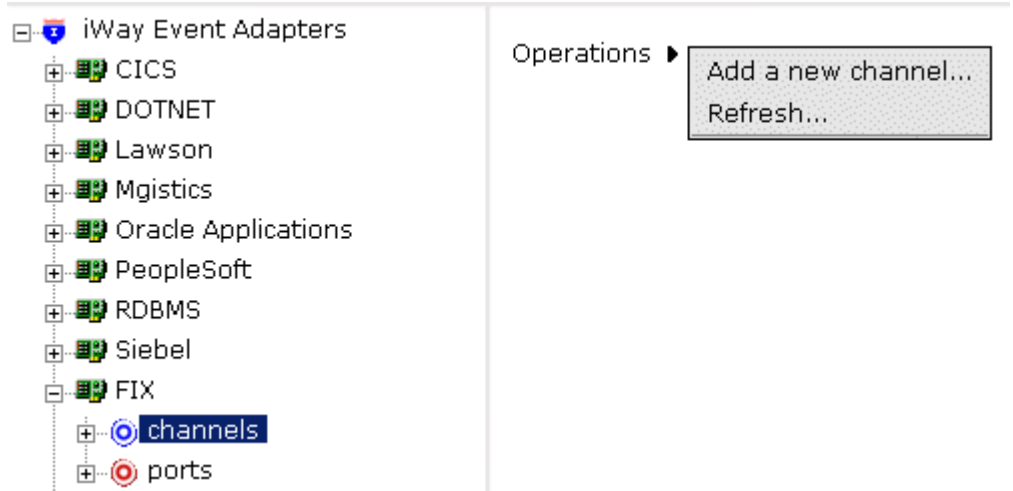 iWay Event Adapters
CICS
DOTNET
Lawson
Mgistics
Oracle Applications
PeopleSoft
RDBMS
Siebel
FIX
channels
ports
Operations
Add a new channel...
Refresh...